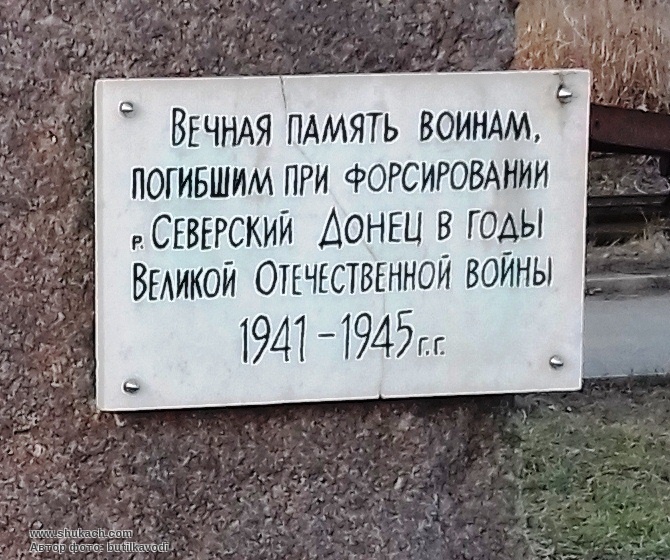 Вечная память воинам,
погибшим при форсировании
р. Северский Донец в годы
Великой Отечественной войны
1941-1945 г.г.
www.shukach.com
Автор фото: butilkavodi